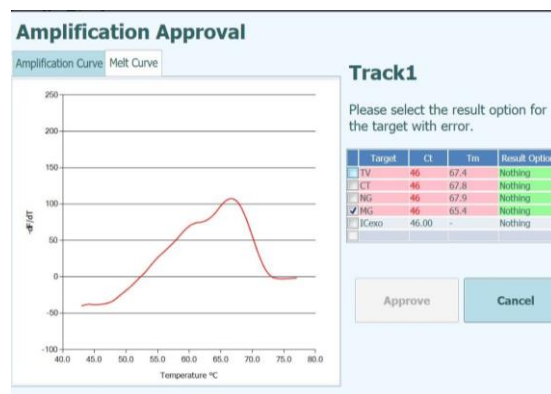 Amplification Approval
Amplification Curve Melt Curve
250
200
150
100
50
0
-50
-100
-dF/dT
40.0 45.0 50.0 55.0 60.0 65.0 70.0 75.0 80.0
Temperature °C
Track1
Please select the result option for
the target with error.
Target Ct Tm Result Optio
TV 46 67.4 Nothing
CT 46 67.8 Nothing
NG 46 67.9 Nothing
MG 46 65.4 Nothing
ICexo 46.00 - Nothing
Approve Cancel